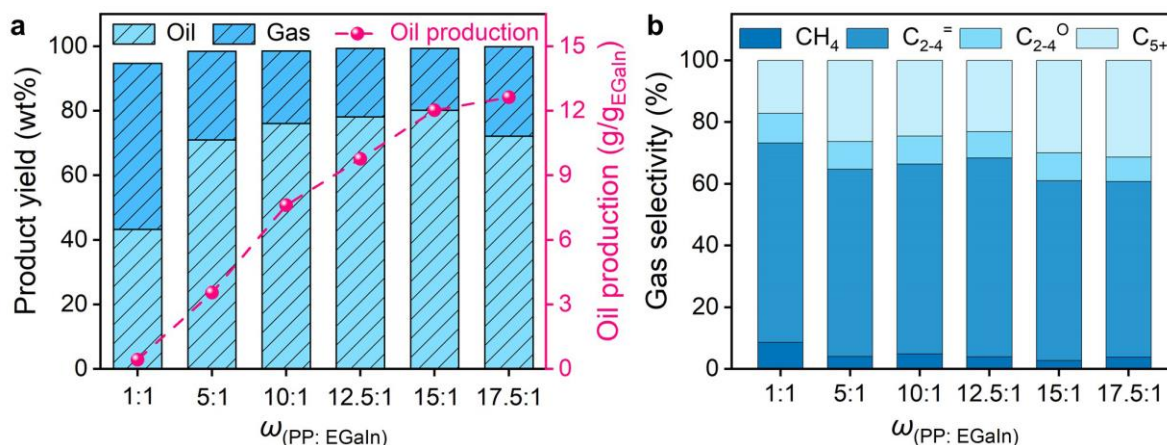 a
Oil Gas Oil production
Product yield (wt%)
100
80
60
40
20
0
15
12
9
6
3
0
Oil production (g/g_EGaIn)
1:1 5:1 10:1 12.5:1 15:1 17.5:1
ω(PP: EGaIn)
b
CH₄ C₂₋₄⁼ C₂₋₄ᴼ C₅₊
Gas selectivity (%)
100
80
60
40
20
0
1:1 5:1 10:1 12.5:1 15:1 17.5:1
ω(PP: EGaIn)